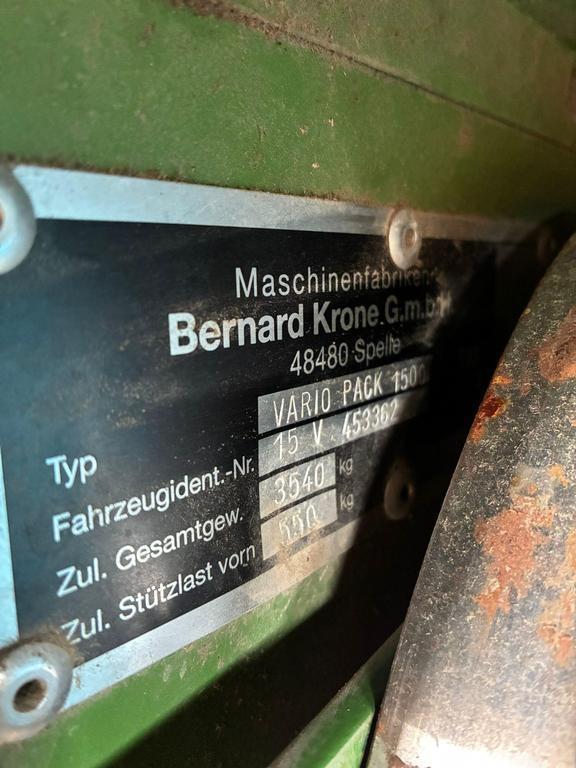 Maschinenfabriken
Bernard Krone G.m.b.H
48480 Spelle
Typ VARIO PACK 1500
Fahrzeugident.-Nr. 15 V 453362
Zul. Gesamtgew. 3540 kg
Zul. Stützlast vorn 550 kg